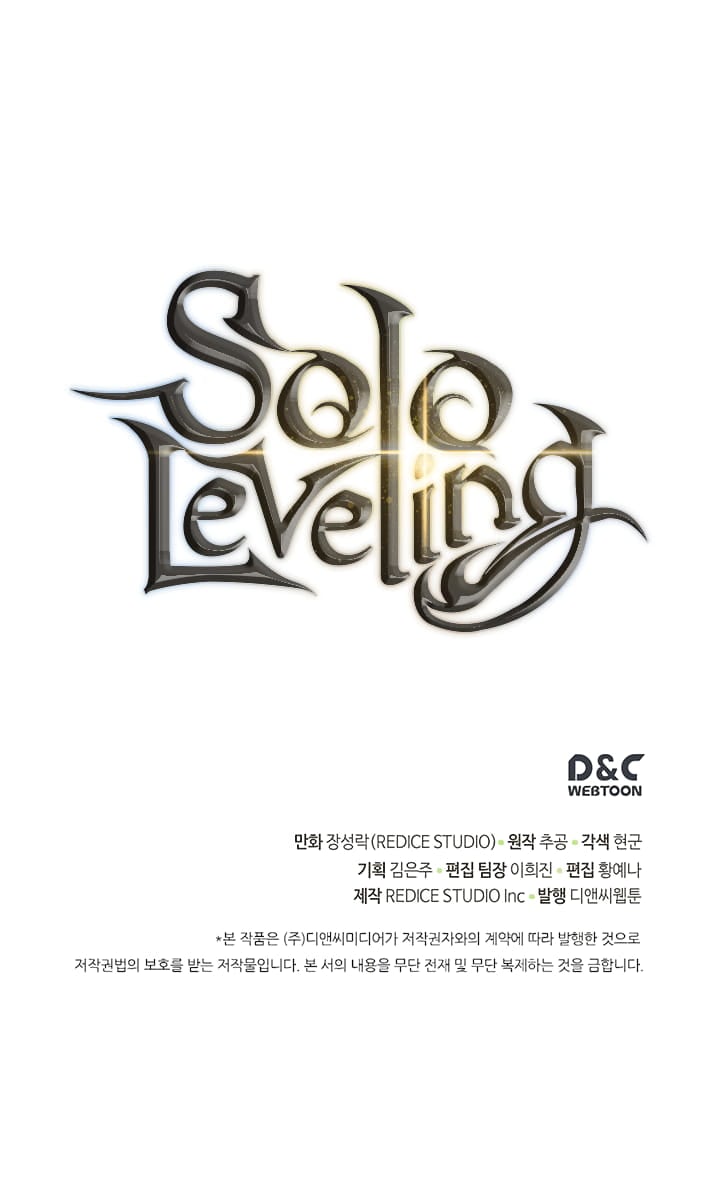 Solo
Leveling
D&C
WEBTOON
만화 장성락(REDICE STUDIO) • 원작 추공 • 각색 현군
기획 김은주 • 편집 팀장 이희진 • 편집 황예나
제작 REDICE STUDIO Inc • 발행 디앤씨웹툰
*본 작품은 (주)디앤씨미디어가 저작권자와의 계약에 따라 발행한 것으로
저작권법의 보호를 받는 저작물입니다. 본 서의 내용을 무단 전재 및 무단 복제하는 것을 금합니다.